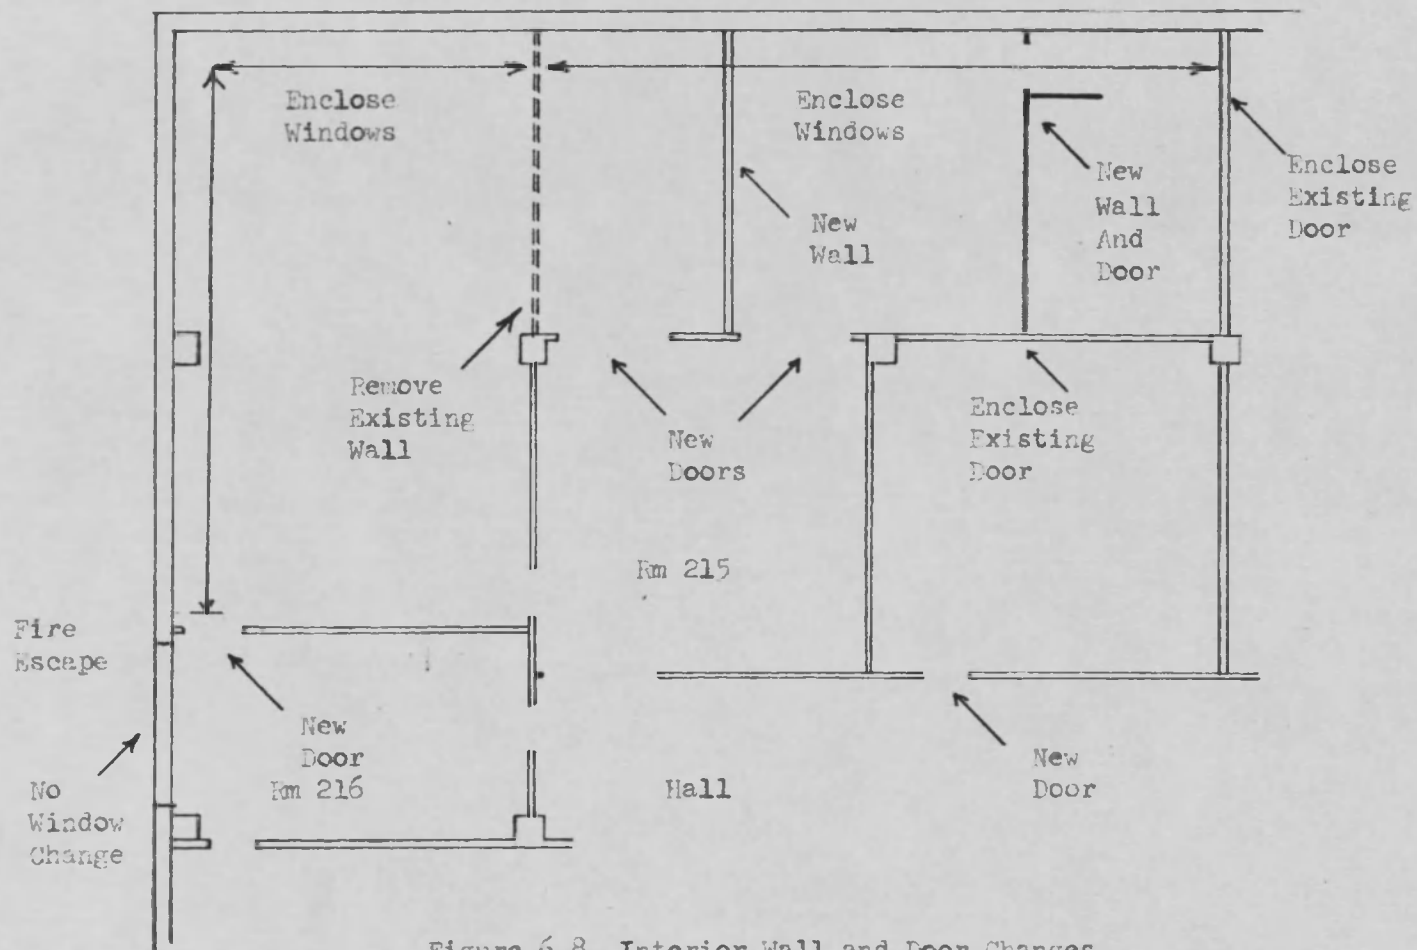 Enclose
Windows
Enclose
Windows
New
Wall
And
Door
Enclose
Existing
Door
New
Wall
Remove
Existing
Wall
New
Doors
Enclose
Existing
Door
Rm 215
Fire
Escape
New
Door
Rm 216
Hall
New
Door
No
Window
Change
Figure 6.8 Interior Wall and Door Changes